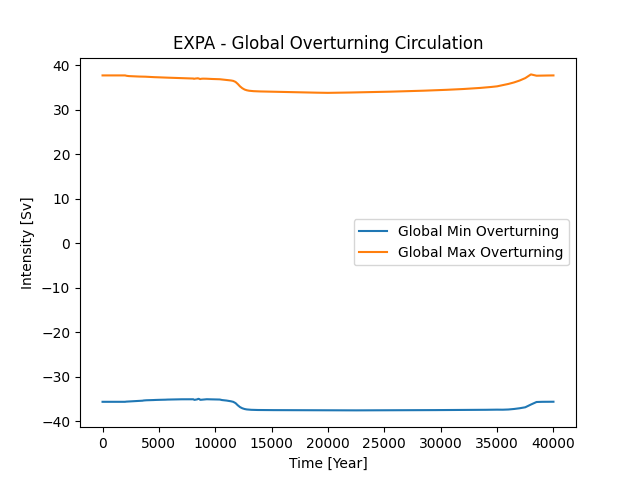 EXPA - Global Overturning Circulation
Intensity [Sv]
40
30
20
10
0
−10
−20
−30
−40
Global Min Overturning
Global Max Overturning
0 5000 10000 15000 20000 25000 30000 35000 40000
Time [Year]